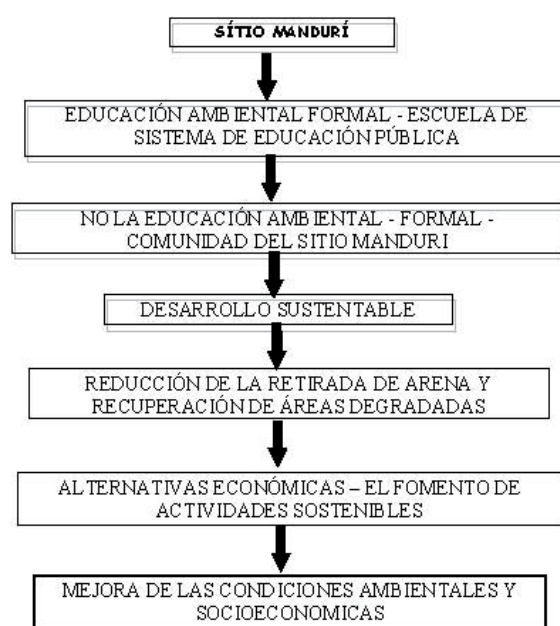 SÍTIO MANDURÍ
EDUCACIÓN AMBIENTAL FORMAL - ESCUELA DE
SISTEMA DE EDUCACIÓN PÚBLICA
NO LA EDUCACIÓN AMBIENTAL - FORMAL -
COMUNIDAD DEL SITIO MANDURI
DESARROLLO SUSTENTABLE
REDUCCIÓN DE LA RETIRADA DE ARENA Y
RECUPERACIÓN DE ÁREAS DEGRADADAS
ALTERNATIVAS ECONÓMICAS – EL FOMENTO DE
ACTIVIDADES SOSTENIBLES
MEJORA DE LAS CONDICIONES AMBIENTALES Y
SOCIOECONOMICAS